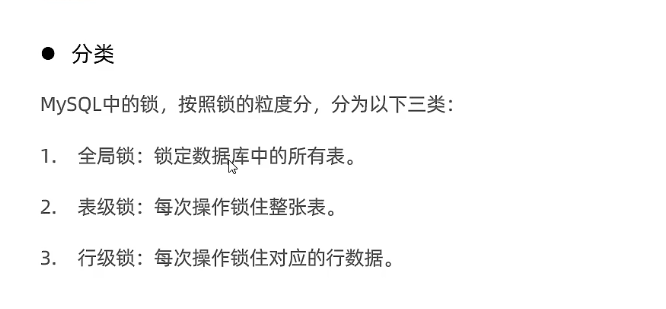 ● 分类
MySQL中的锁，按照锁的粒度分，分为以下三类：
1. 全局锁：锁定数据库中的所有表。
2. 表级锁：每次操作锁住整张表。
3. 行级锁：每次操作锁住对应的行数据。